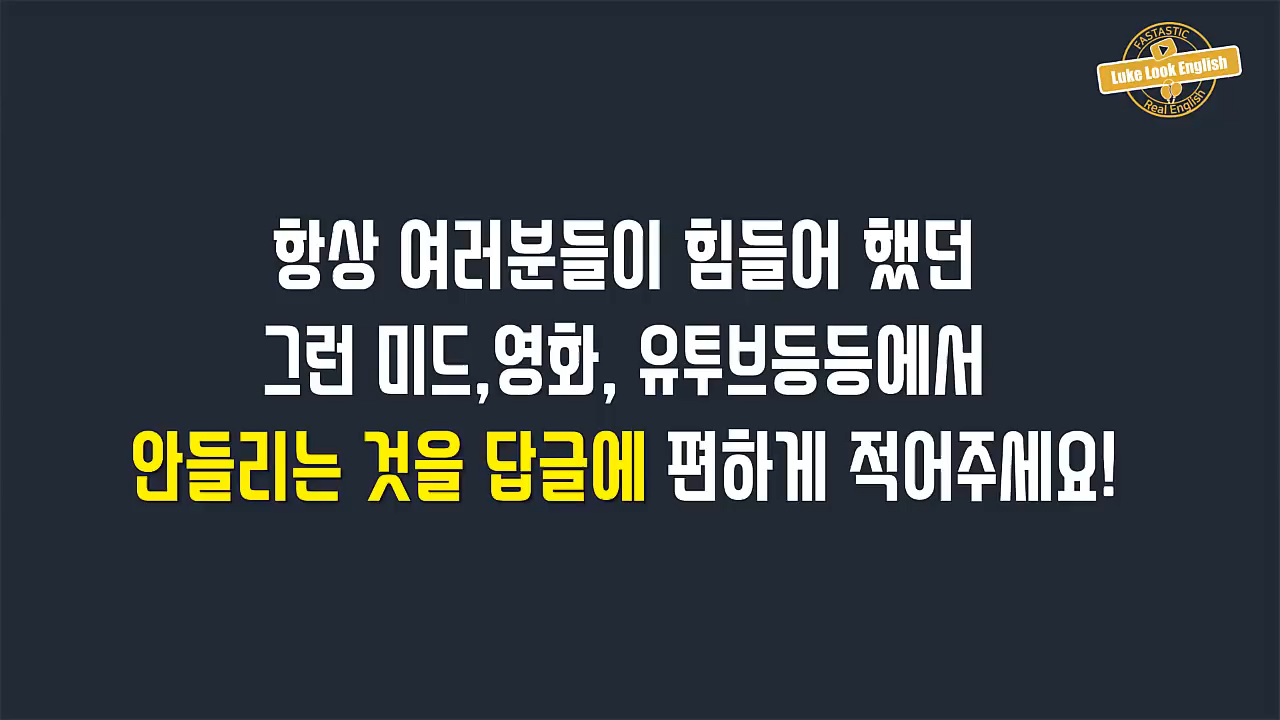 FASTASTIC
Luke Look English
Real English
항상 여러분들이 힘들어 했던
그런 미드,영화, 유투브등등에서
안들리는 것을 답글에 편하게 적어주세요!